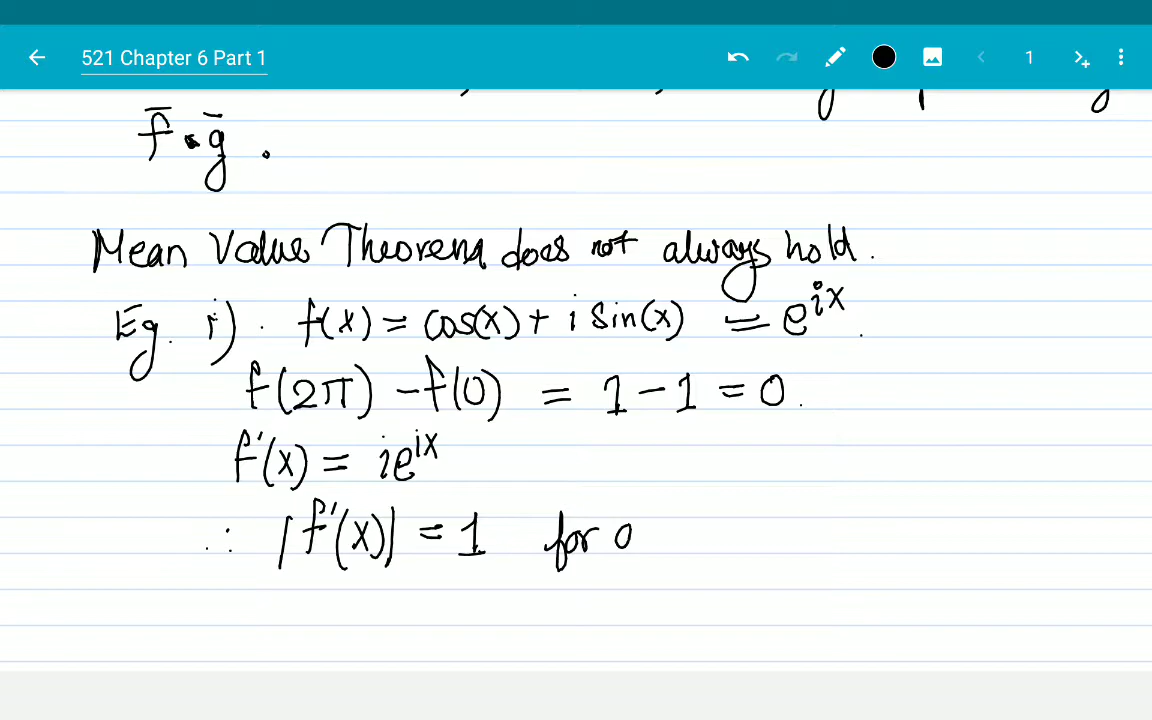 521 Chapter 6 Part 1
1
f̄ • ḡ .
Mean Value Theorem does not always hold.
Eg. i) . f(x) = cos(x) + i sin(x) = e^{ix} .
f(2π) - f(0) = 1 - 1 = 0 .
f'(x) = ie^{ix}
∴ |f'(x)| = 1 for 0